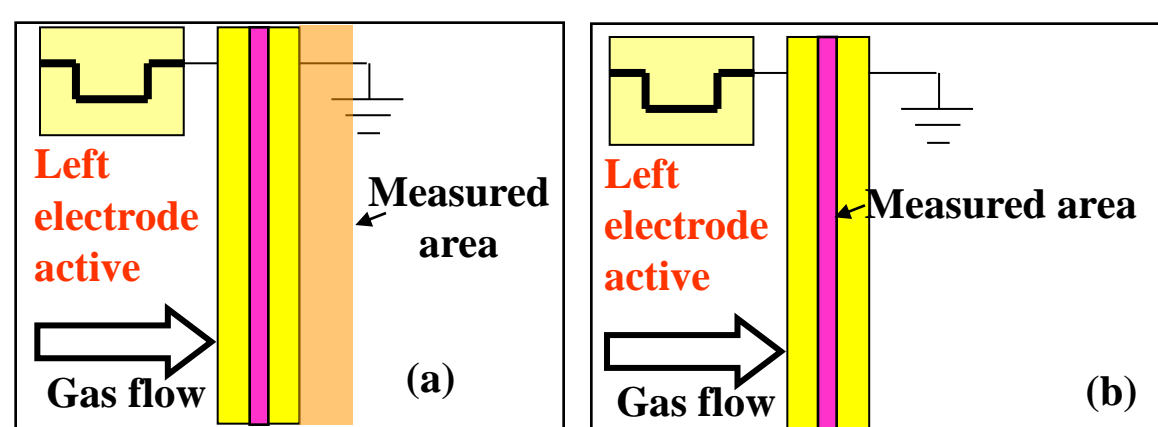 Left
electrode
active
Measured
area
Gas flow
(a)
Left
electrode
active
Measured area
Gas flow
(b)